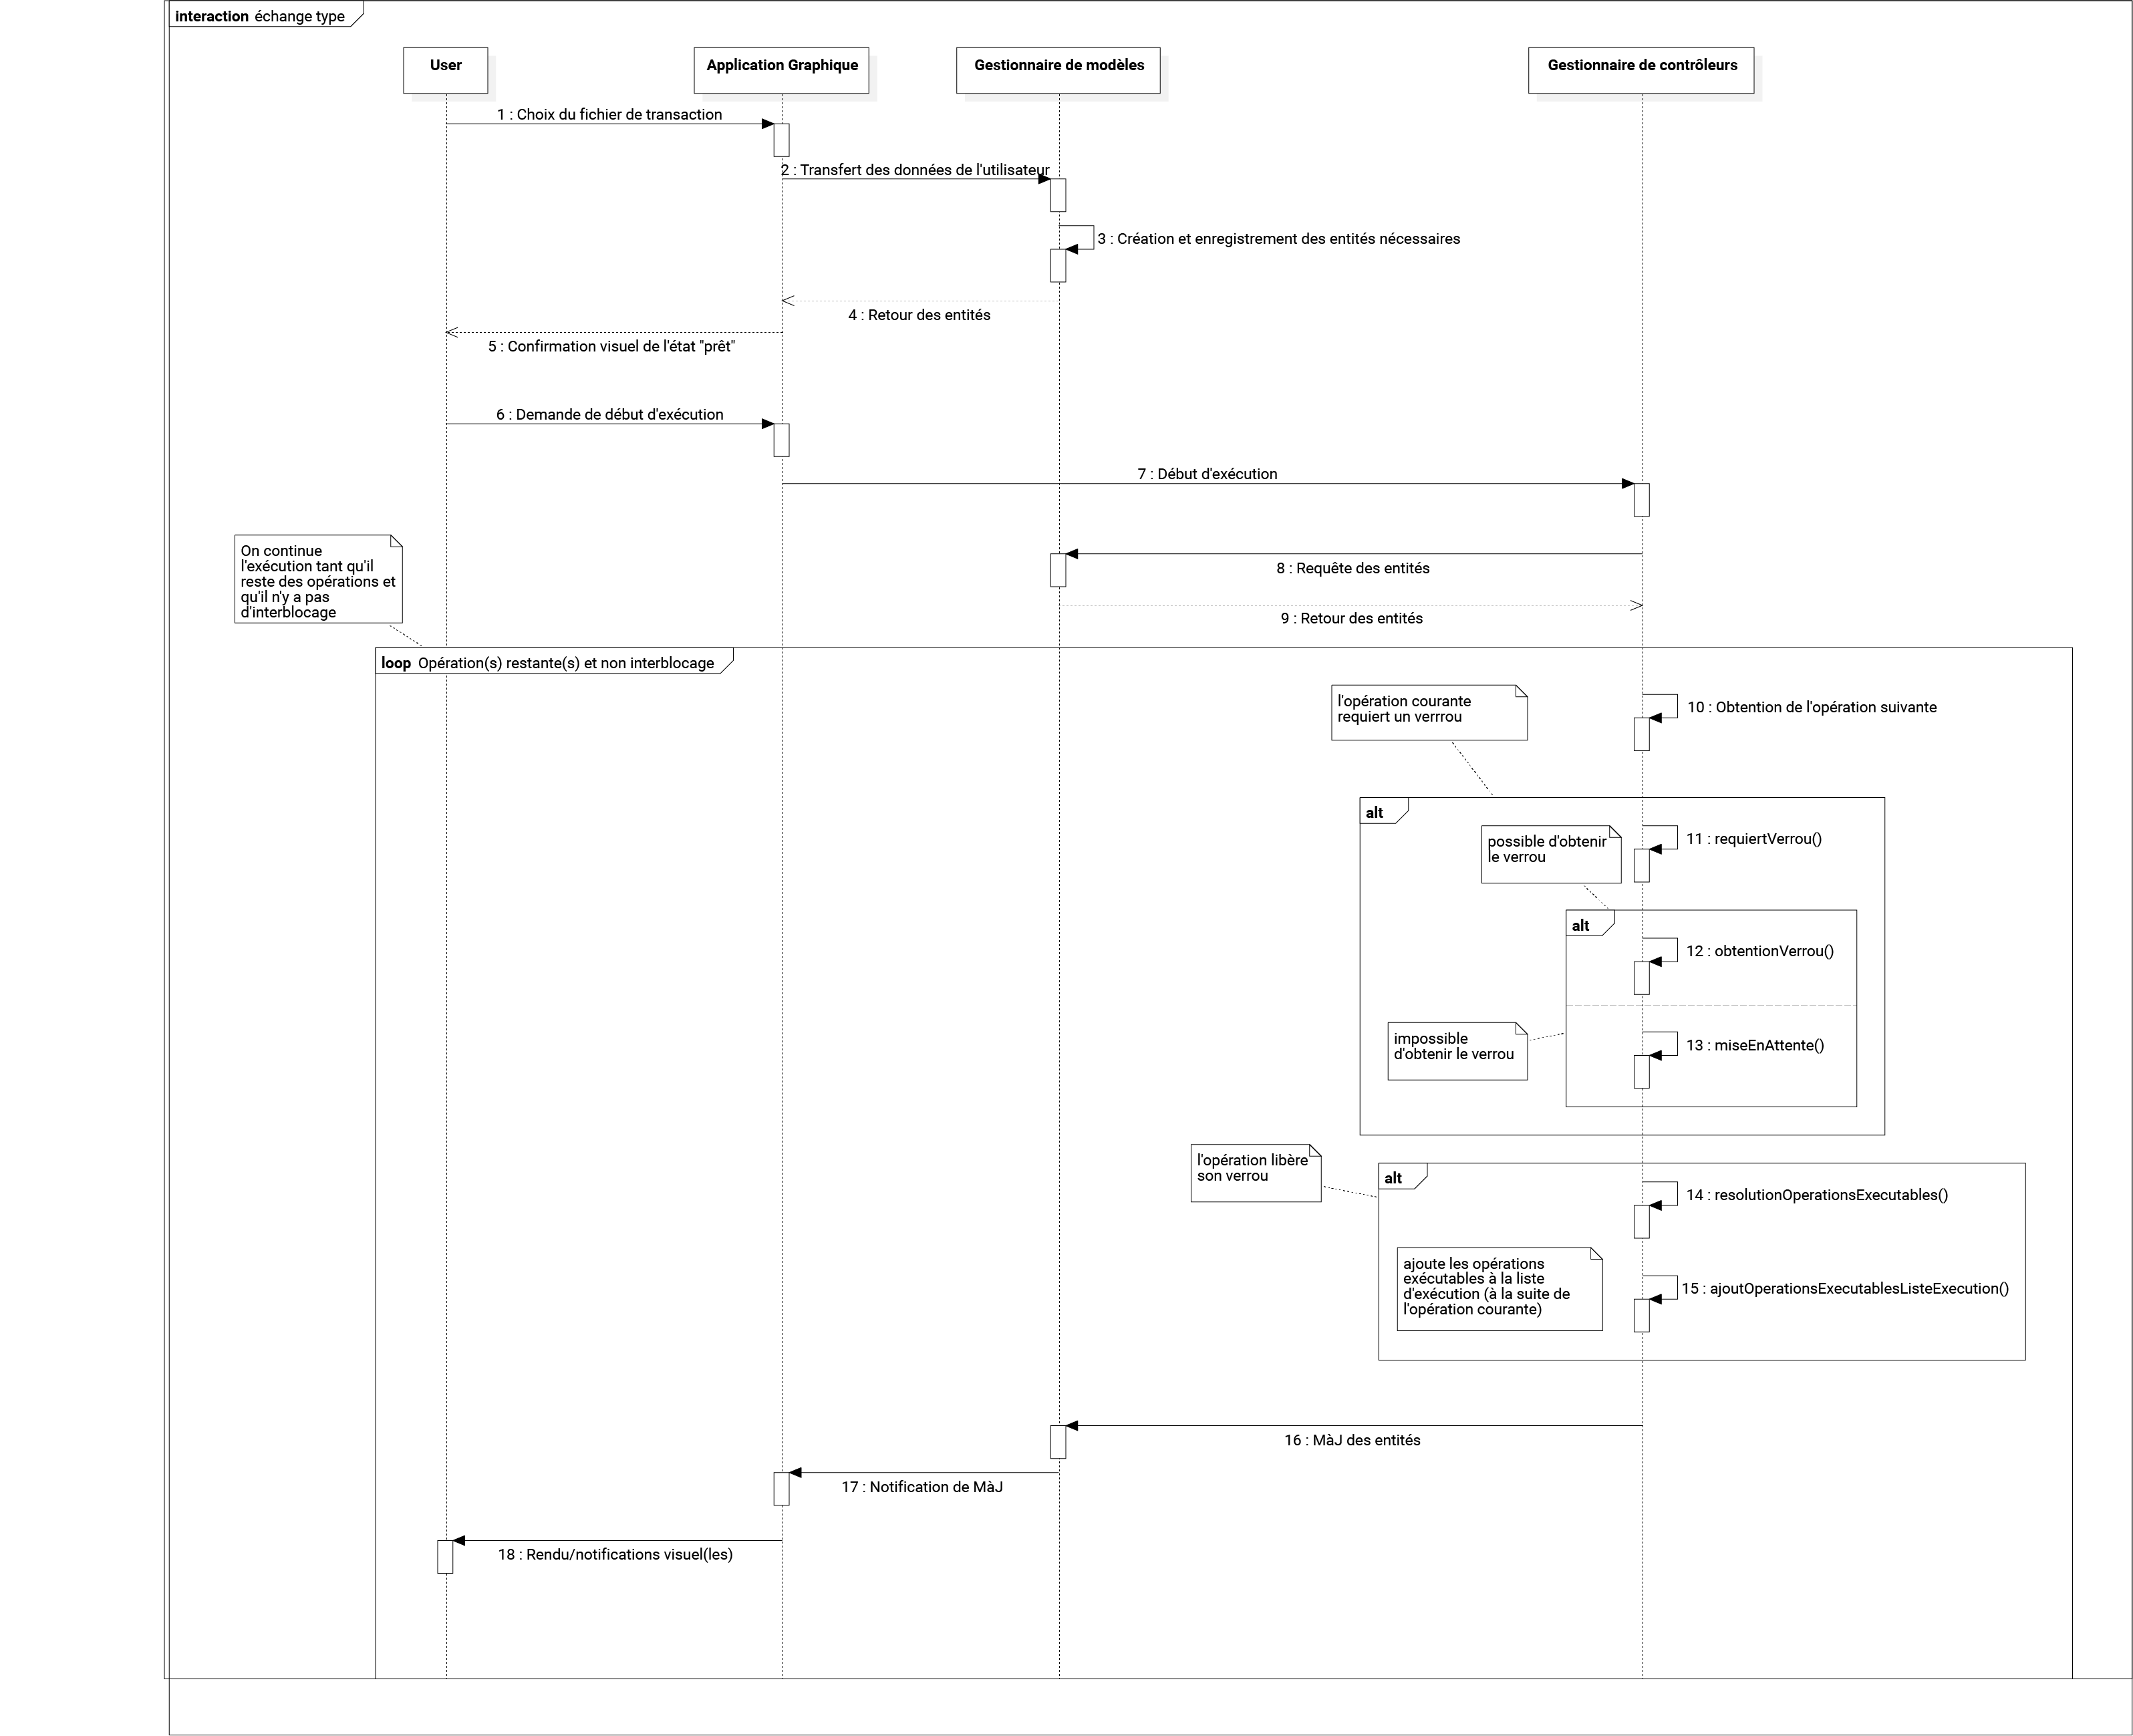 interaction échange type
User
Application Graphique
Gestionnaire de modèles
Gestionnaire de contrôleurs
1 : Choix du fichier de transaction
2 : Transfert des données de l'utilisateur
3 : Création et enregistrement des entités nécessaires
4 : Retour des entités
5 : Confirmation visuel de l'état "prêt"
6 : Demande de début d'exécution
7 : Début d'exécution
On continue
l'exécution tant qu'il
reste des opérations et
qu'il n'y a pas
d'interblocage
8 : Requête des entités
9 : Retour des entités
loop Opération(s) restante(s) et non interblocage
l'opération courante
requiert un verrrou
10 : Obtention de l'opération suivante
alt
possible d'obtenir
le verrou
11 : requiertVerrou()
alt
12 : obtentionVerrou()
impossible
d'obtenir le verrou
13 : miseEnAttente()
l'opération libère
son verrou
alt
14 : resolutionOperationsExecutables()
ajoute les opérations
exécutables à la liste
d'exécution (à la suite de
l'opération courante)
15 : ajoutOperationsExecutablesListeExecution()
16 : MàJ des entités
17 : Notification de MàJ
18 : Rendu/notifications visuel(les)